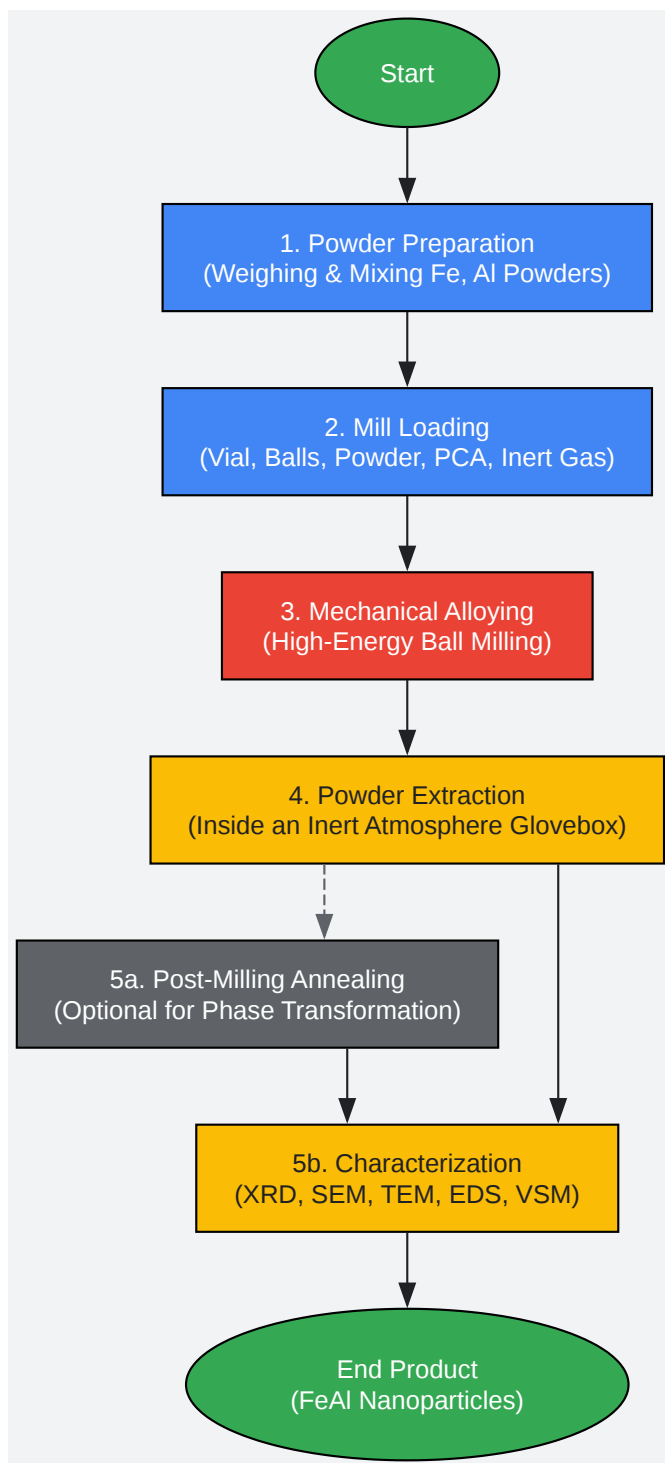 Start
1. Powder Preparation
(Weighing & Mixing Fe, Al Powders)
2. Mill Loading
(Vial, Balls, Powder, PCA, Inert Gas)
3. Mechanical Alloying
(High-Energy Ball Milling)
4. Powder Extraction
(Inside an Inert Atmosphere Glovebox)
5a. Post-Milling Annealing
(Optional for Phase Transformation)
5b. Characterization
(XRD, SEM, TEM, EDS, VSM)
End Product
(FeAl Nanoparticles)